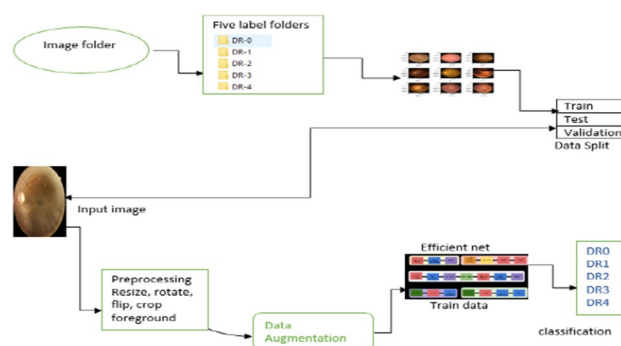 Image folder
Five label folders
DR-0
DR-1
DR-2
DR-3
DR-4
Train
Test
Validation
Data Split
Input image
Preprocessing
Resize, rotate,
flip, crop
foreground
Data
Augmentation
Efficient net
Train data
DR0
DR1
DR2
DR3
DR4
classification